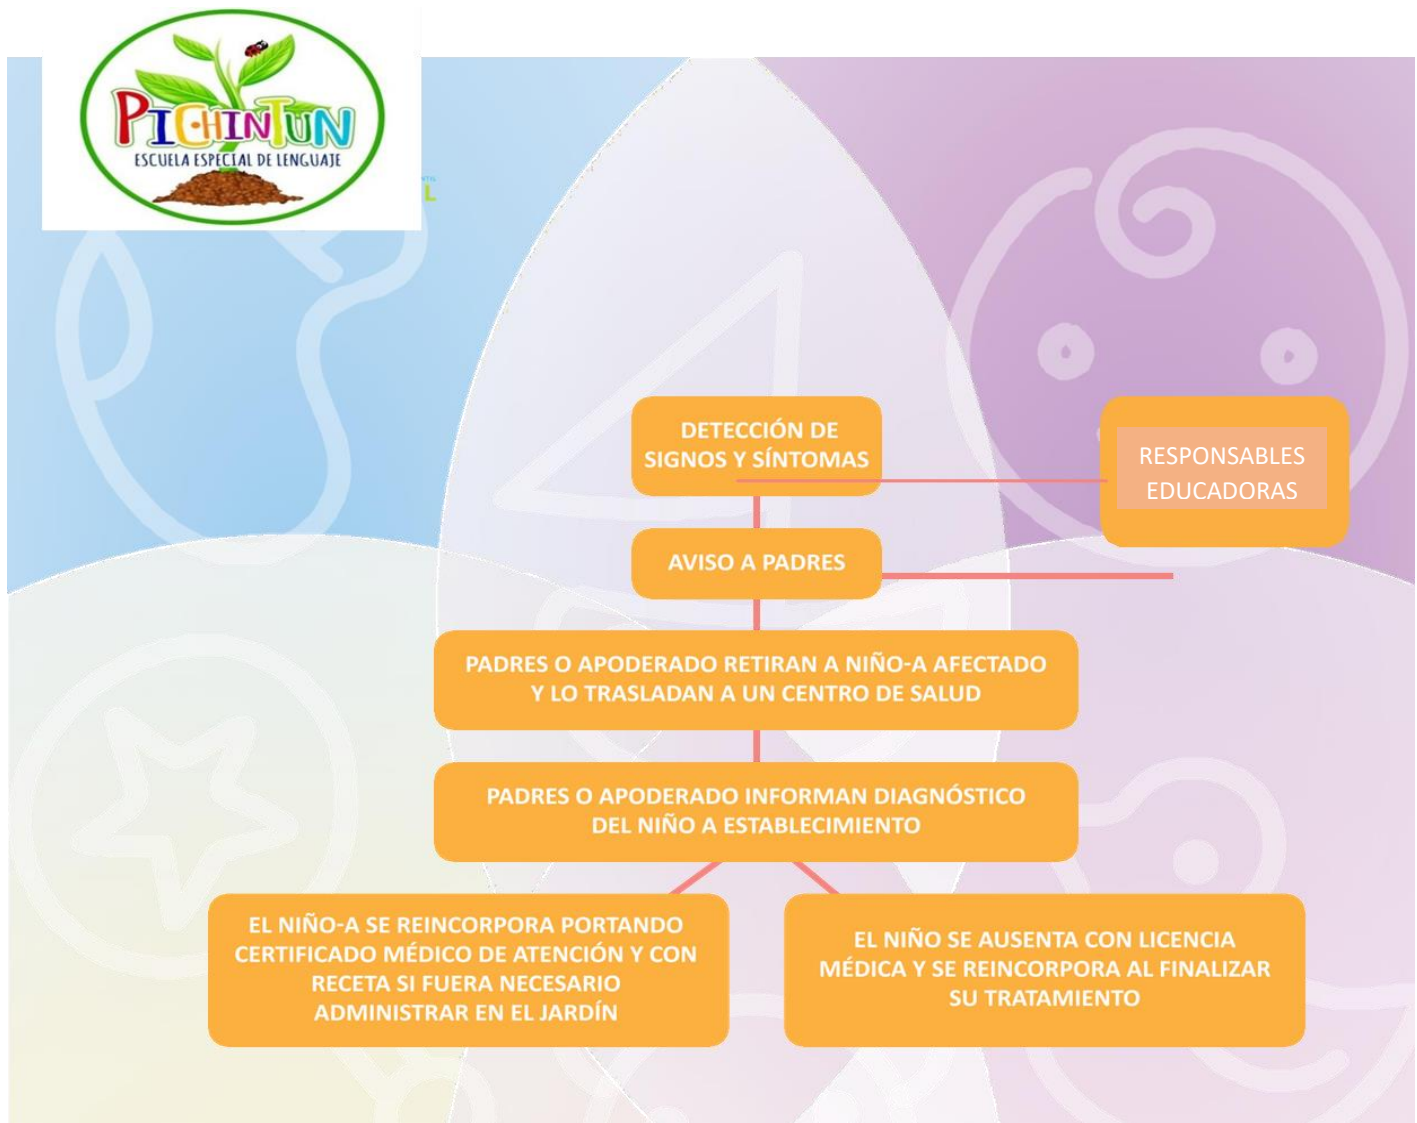 PICHINTUN
ESCUELA ESPECIAL DE LENGUAJE
L
DETECCIÓN DE
SIGNOS Y SÍNTOMAS
RESPONSABLES
EDUCADORAS
AVISO A PADRES
PADRES O APODERADO RETIRAN A NIÑO-A AFECTADO
Y LO TRASLADAN A UN CENTRO DE SALUD
PADRES O APODERADO INFORMAN DIAGNÓSTICO
DEL NIÑO A ESTABLECIMIENTO
EL NIÑO-A SE REINCORPORA PORTANDO
CERTIFICADO MÉDICO DE ATENCIÓN Y CON
RECETA SI FUERA NECESARIO
ADMINISTRAR EN EL JARDÍN
EL NIÑO SE AUSENTA CON LICENCIA
MÉDICA Y SE REINCORPORA AL FINALIZAR
SU TRATAMIENTO